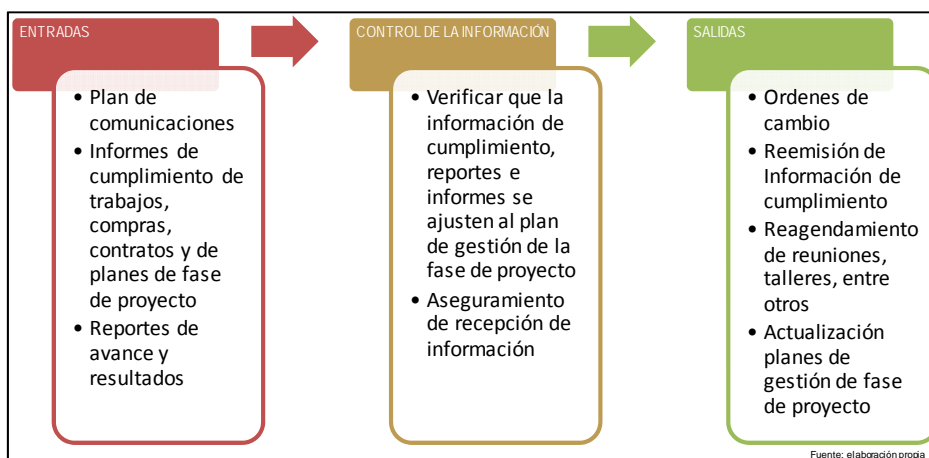 ENTRADAS
• Plan de
comunicaciones
• Informes de
cumplimiento de
trabajos,
compras,
contratos y de
planes de fase
de proyecto
• Reportes de
avance y
resultados
CONTROL DE LA INFORMACIÓN
• Verificar que la
información de
cumplimiento,
reportes e
informes se
ajusten al plan
de gestión de la
fase de proyecto
• Aseguramiento
de recepción de
información
SALIDAS
• Ordenes de
cambio
• Reemisión de
Información de
cumplimiento
• Reagendamiento
de reuniones,
talleres, entre
otros
• Actualización
planes de
gestión de fase
de proyecto
Fuente: elaboración propia